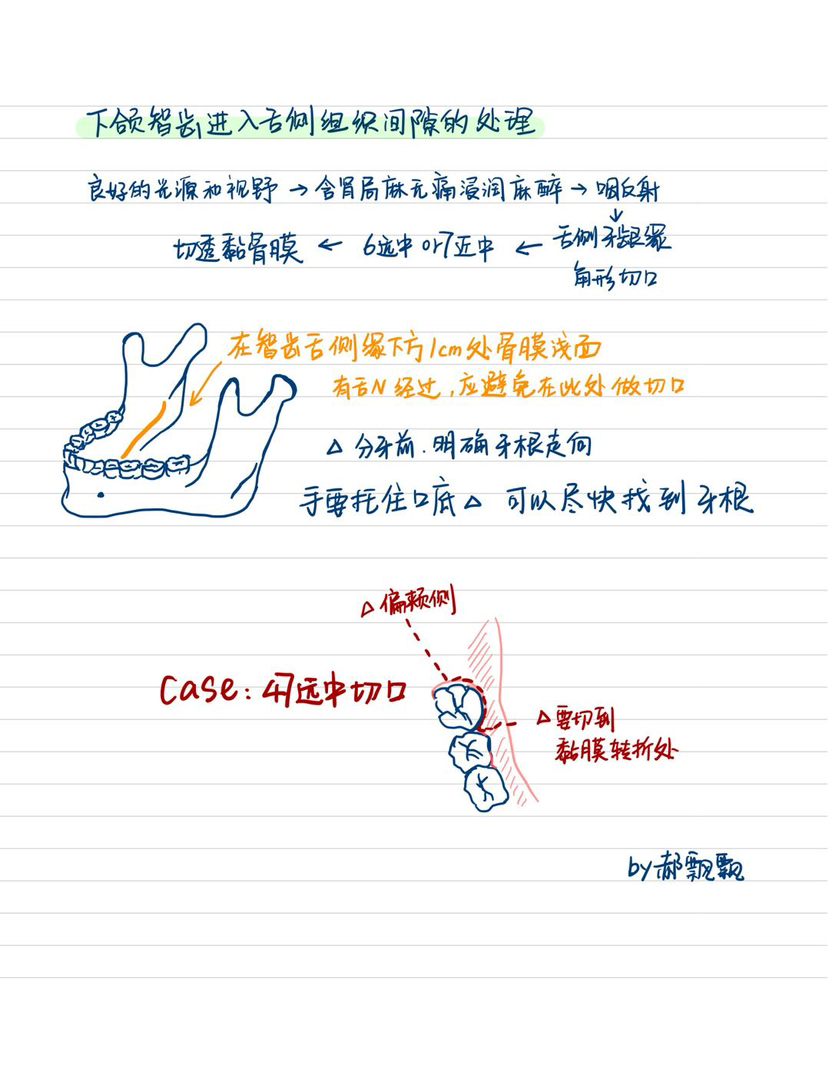 下颌智齿进入舌侧组织间隙的处理
良好的光源和视野 → 含肾局麻无痛浸润麻醉 → 咽反射
↓
切透黏骨膜 ← 6远中 or 7近中 ← 舌侧牙龈缘
角形切口
在智齿舌侧缘下方1cm处骨膜浅面
有舌N经过,应避免在此处做切口
△ 分牙前.明确牙根走向
手要托住口底△ 可以尽快找到牙根
△偏颊侧
Case: 远中切口
△要切到
黏膜转折处
by郝飘飘